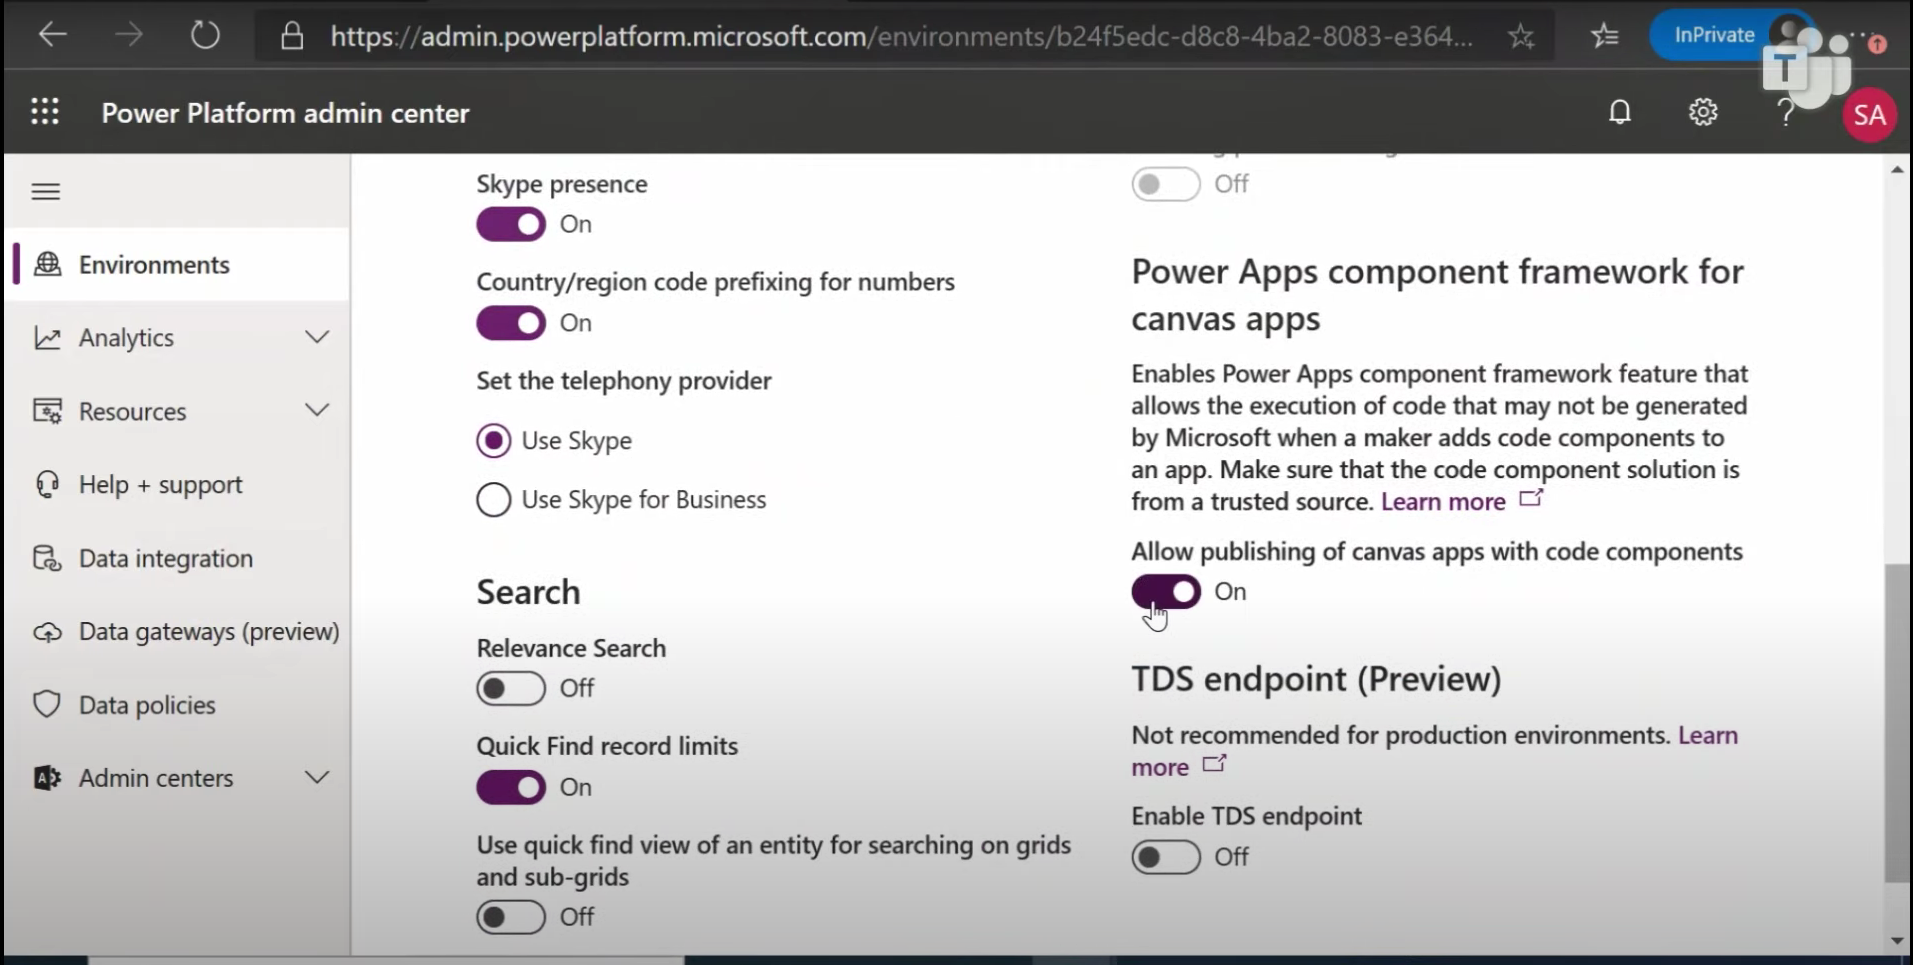 https://admin.powerplatform.microsoft.com/environments/b24f5edc-d8c8-4ba2-8083-e364...
InPrivate
T
Power Platform admin center
?
SA
Environments
Analytics
Resources
Help + support
Data integration
Data gateways (preview)
Data policies
A
Admin centers
Skype presence
On
Country/region code prefixing for numbers
On
Set the telephony provider
Use Skype
Use Skype for Business
Search
Relevance Search
Off
Quick Find record limits
On
Use quick find view of an entity for searching on grids
and sub-grids
Off
Off
Power Apps component framework for
canvas apps
Enables Power Apps component framework feature that
allows the execution of code that may not be generated
by Microsoft when a maker adds code components to
an app. Make sure that the code component solution is
from a trusted source. Learn more
Allow publishing of canvas apps with code components
On
TDS endpoint (Preview)
Not recommended for production environments. Learn
more
Enable TDS endpoint
Off